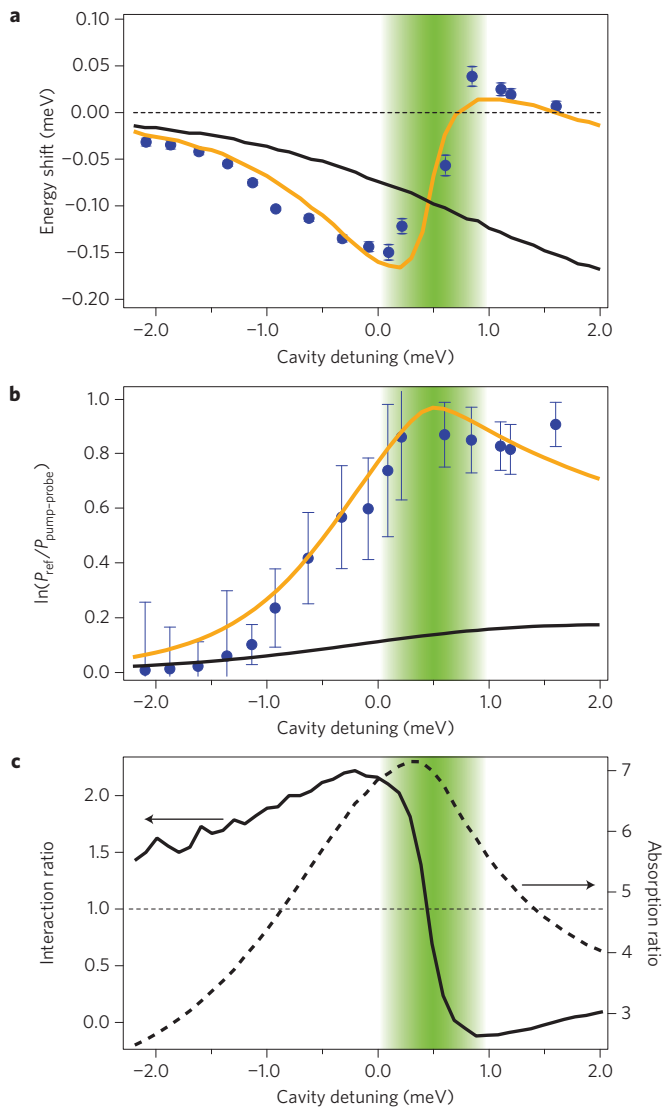 a
0.10
0.05
0.00
−0.05
−0.10
−0.15
−0.20
Energy shift (meV)
−2.0 −1.0 0.0 1.0 2.0
Cavity detuning (meV)
b
1.0
0.8
0.6
0.4
0.2
0.0
ln(Pref/Ppump-probe)
−2.0 −1.0 0.0 1.0 2.0
Cavity detuning (meV)
c
2.0
1.5
1.0
0.5
0.0
Interaction ratio
7
6
5
4
3
Absorption ratio
−2.0 −1.0 0.0 1.0 2.0
Cavity detuning (meV)